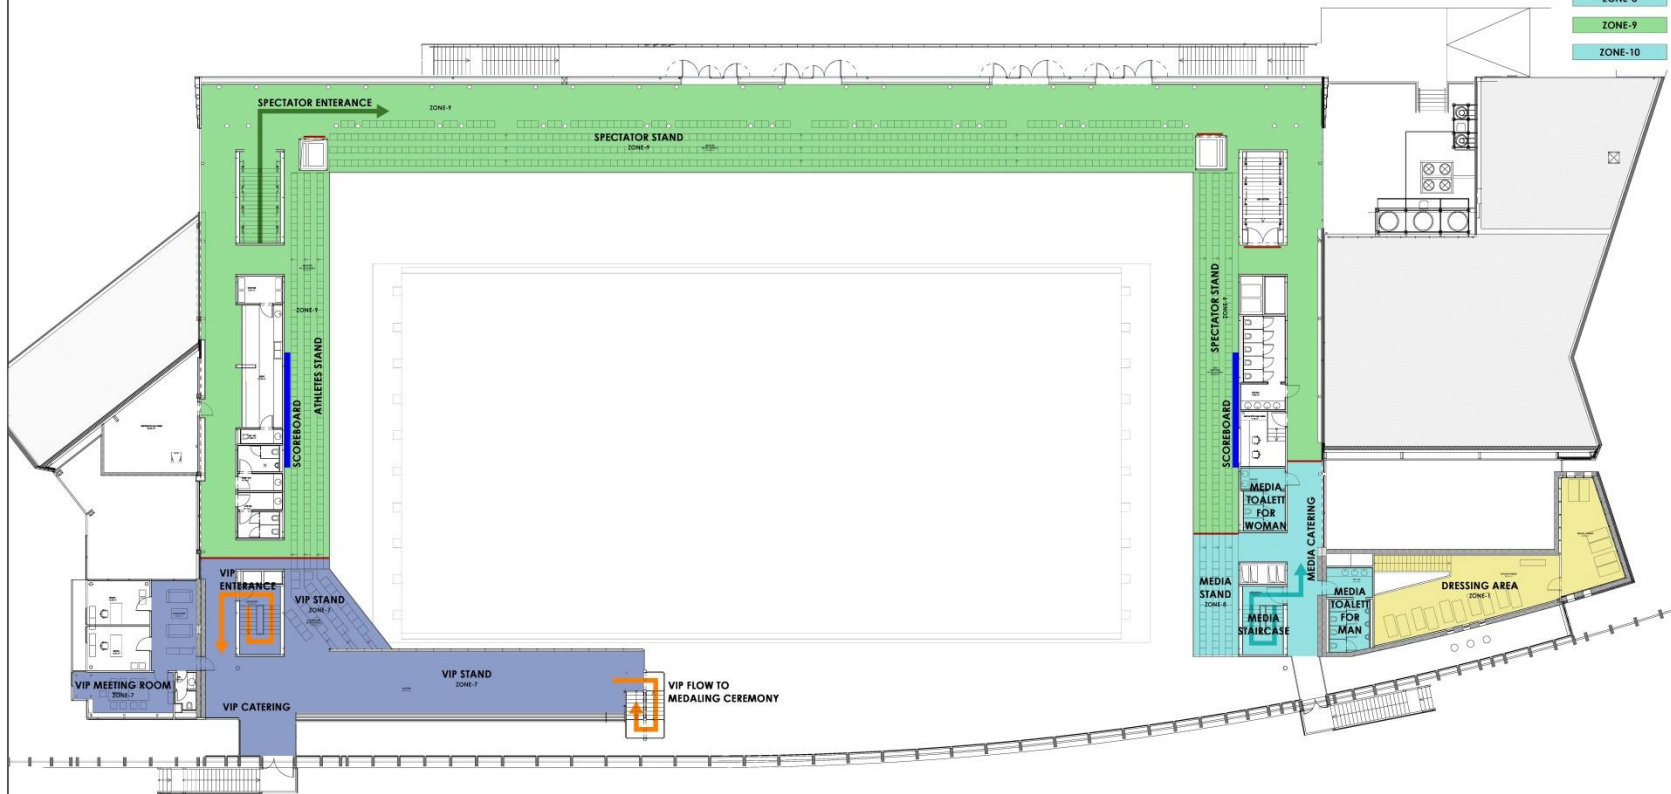 ZONE-9
ZONE-10
SPECTATOR ENTERANCE
ZONE-9
SPECTATOR STAND
ZONE-9
ZONE-9
ATHLETES STAND
SCOREBOARD
SPECTATOR STAND
ZONE-9
SCOREBOARD
MEDIA
TOALETT
FOR
WOMAN
MEDIA CATERING
MEDIA
STAND
ZONE-8
MEDIA
STAIRCASE
MEDIA
TOALETT
FOR
MAN
DRESSING AREA
ZONE-1
VIP
ENTERANCE
VIP STAND
ZONE-7
VIP STAND
ZONE-7
VIP MEETING ROOM
ZONE-7
VIP CATERING
VIP FLOW TO
MEDALING CEREMONY